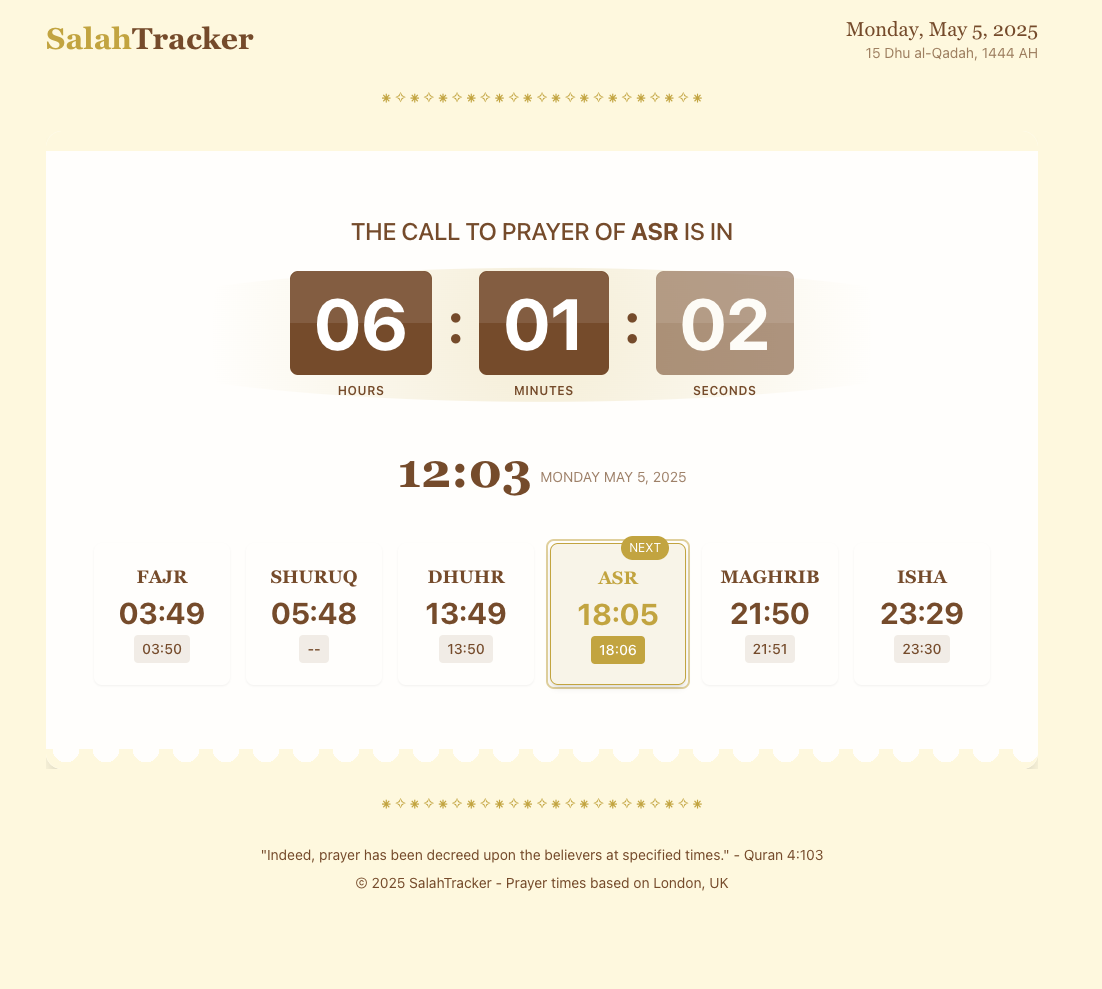 SalahTracker
Monday, May 5, 2025
15 Dhu al-Qadah, 1444 AH
⁕✧⁕✧⁕✧⁕✧⁕✧⁕✧⁕✧⁕✧⁕✧⁕✧⁕✧⁕
THE CALL TO PRAYER OF ASR IS IN
06 : 01 : 02
HOURS MINUTES SECONDS
12:03 MONDAY MAY 5, 2025
NEXT
FAJR SHURUQ DHUHR ASR MAGHRIB ISHA
03:49 05:48 13:49 18:05 21:50 23:29
03:50 -- 13:50 18:06 21:51 23:30
⁕✧⁕✧⁕✧⁕✧⁕✧⁕✧⁕✧⁕✧⁕✧⁕✧⁕✧⁕
"Indeed, prayer has been decreed upon the believers at specified times." - Quran 4:103
© 2025 SalahTracker - Prayer times based on London, UK